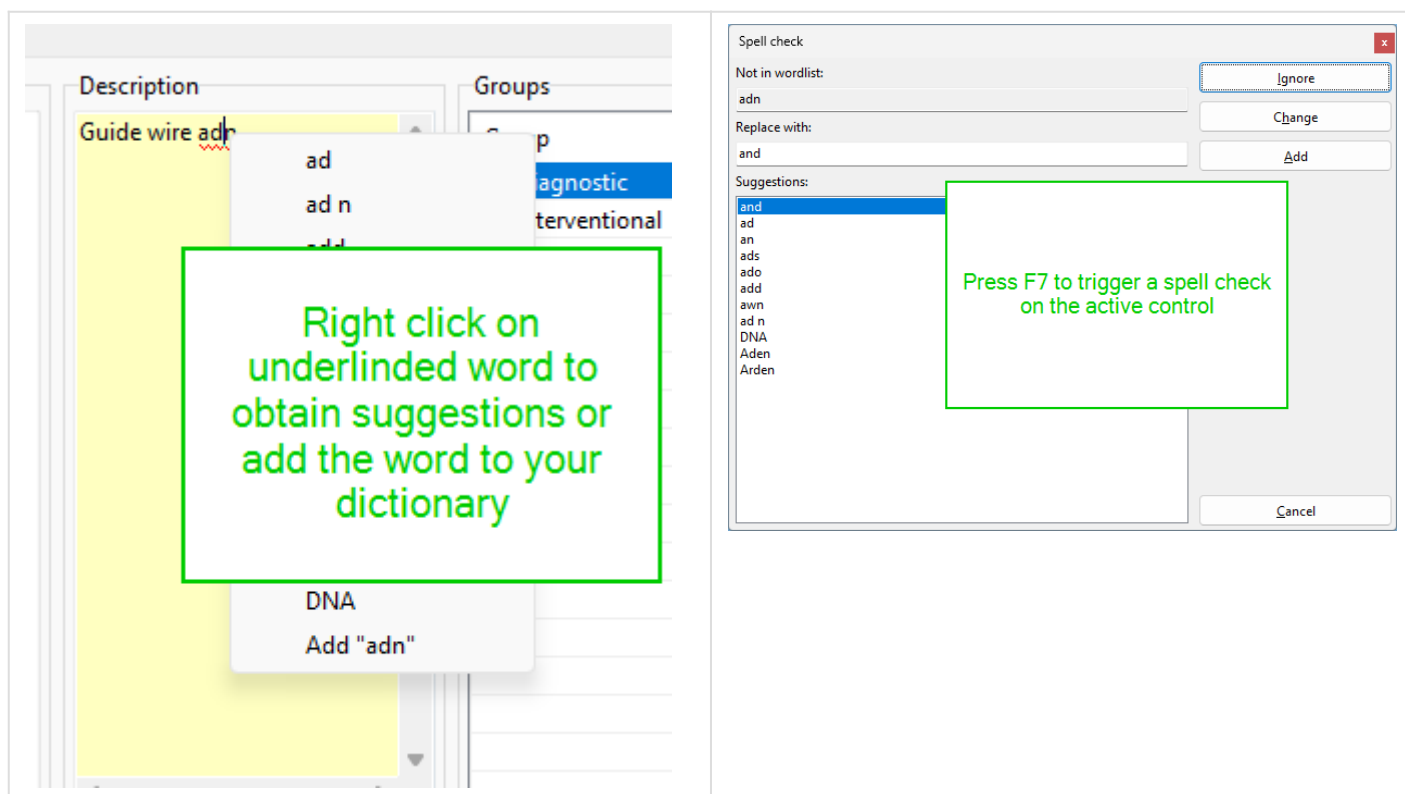 Description
Groups
Guide wire adn
ad
ad n
add
Diagnostic
Right click on
underlinded word to
obtain suggestions or
add the word to your
dictionary
DNA
Add "adn"
Spell check
x
Not in wordlist:
adn
Ignore
Replace with:
Change
and
Add
Suggestions:
and
ad
an
ads
ado
add
awn
ad n
DNA
Aden
Arden
Press F7 to trigger a spell check
on the active control
Cancel